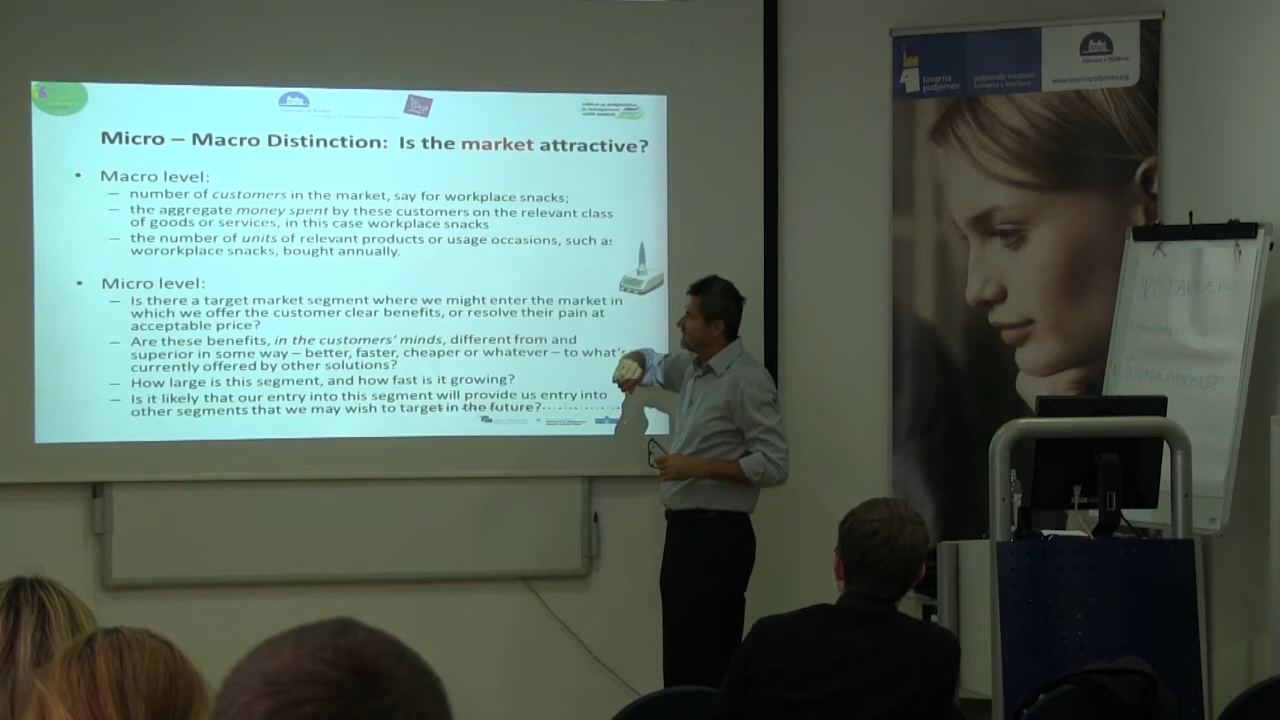 Micro – Macro Distinction: Is the market attractive?
• Macro level:
– number of customers in the market, say for workplace snacks;
– the aggregate money spent by these customers on the relevant class
of goods or services, in this case workplace snacks
– the number of units of relevant products or usage occasions, such as
wororkplace snacks, bought annually.
• Micro level:
– Is there a target market segment where we might enter the market in
which we offer the customer clear benefits, or resolve their pain at
acceptable price?
– Are these benefits, in the customers' minds, different from and
superior in some way – better, faster, cheaper or whatever – to what's
currently offered by other solutions?
– How large is this segment, and how fast is it growing?
– Is it likely that our entry into this segment will provide us entry into
other segments that we may wish to target in the future?
tovarna
podjemov
podjetniški inkubator
Univerze v Mariboru
Univerza v Mariboru
www.tovarnapodjemov.org